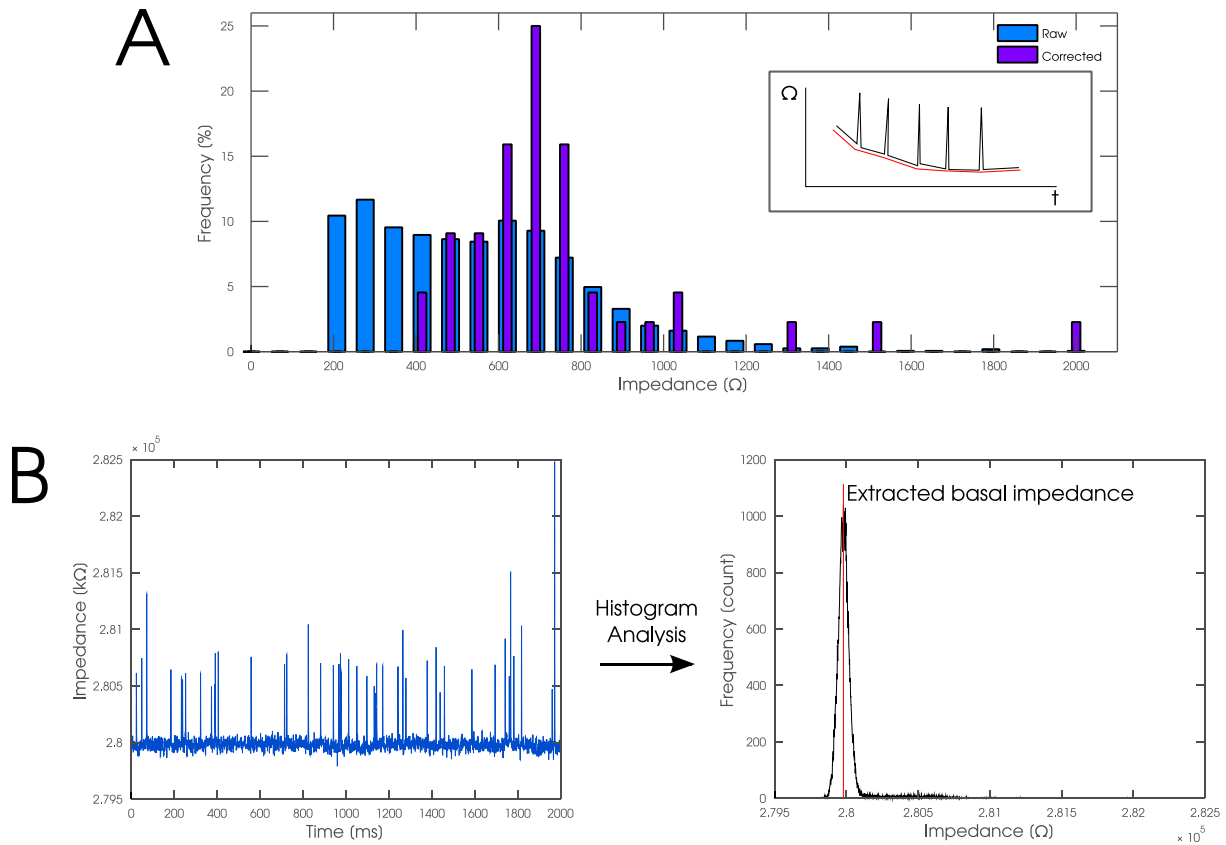 A
Raw
Corrected
Ω
t
Frequency (%)
25
20
15
10
5
0
0 200 400 600 800 1000 1200 1400 1600 1800 2000
Impedance (Ω)
B
× 10⁵
2.825
2.82
2.815
2.81
2.805
2.8
2.795
Impedance (kΩ)
0 200 400 600 800 1000 1200 1400 1600 1800 2000
Time (ms)
Histogram
Analysis
Extracted basal impedance
1200
1000
800
600
400
200
0
Frequency (count)
2.795 2.8 2.805 2.81 2.815 2.82 2.825
Impedance (Ω)
× 10⁵